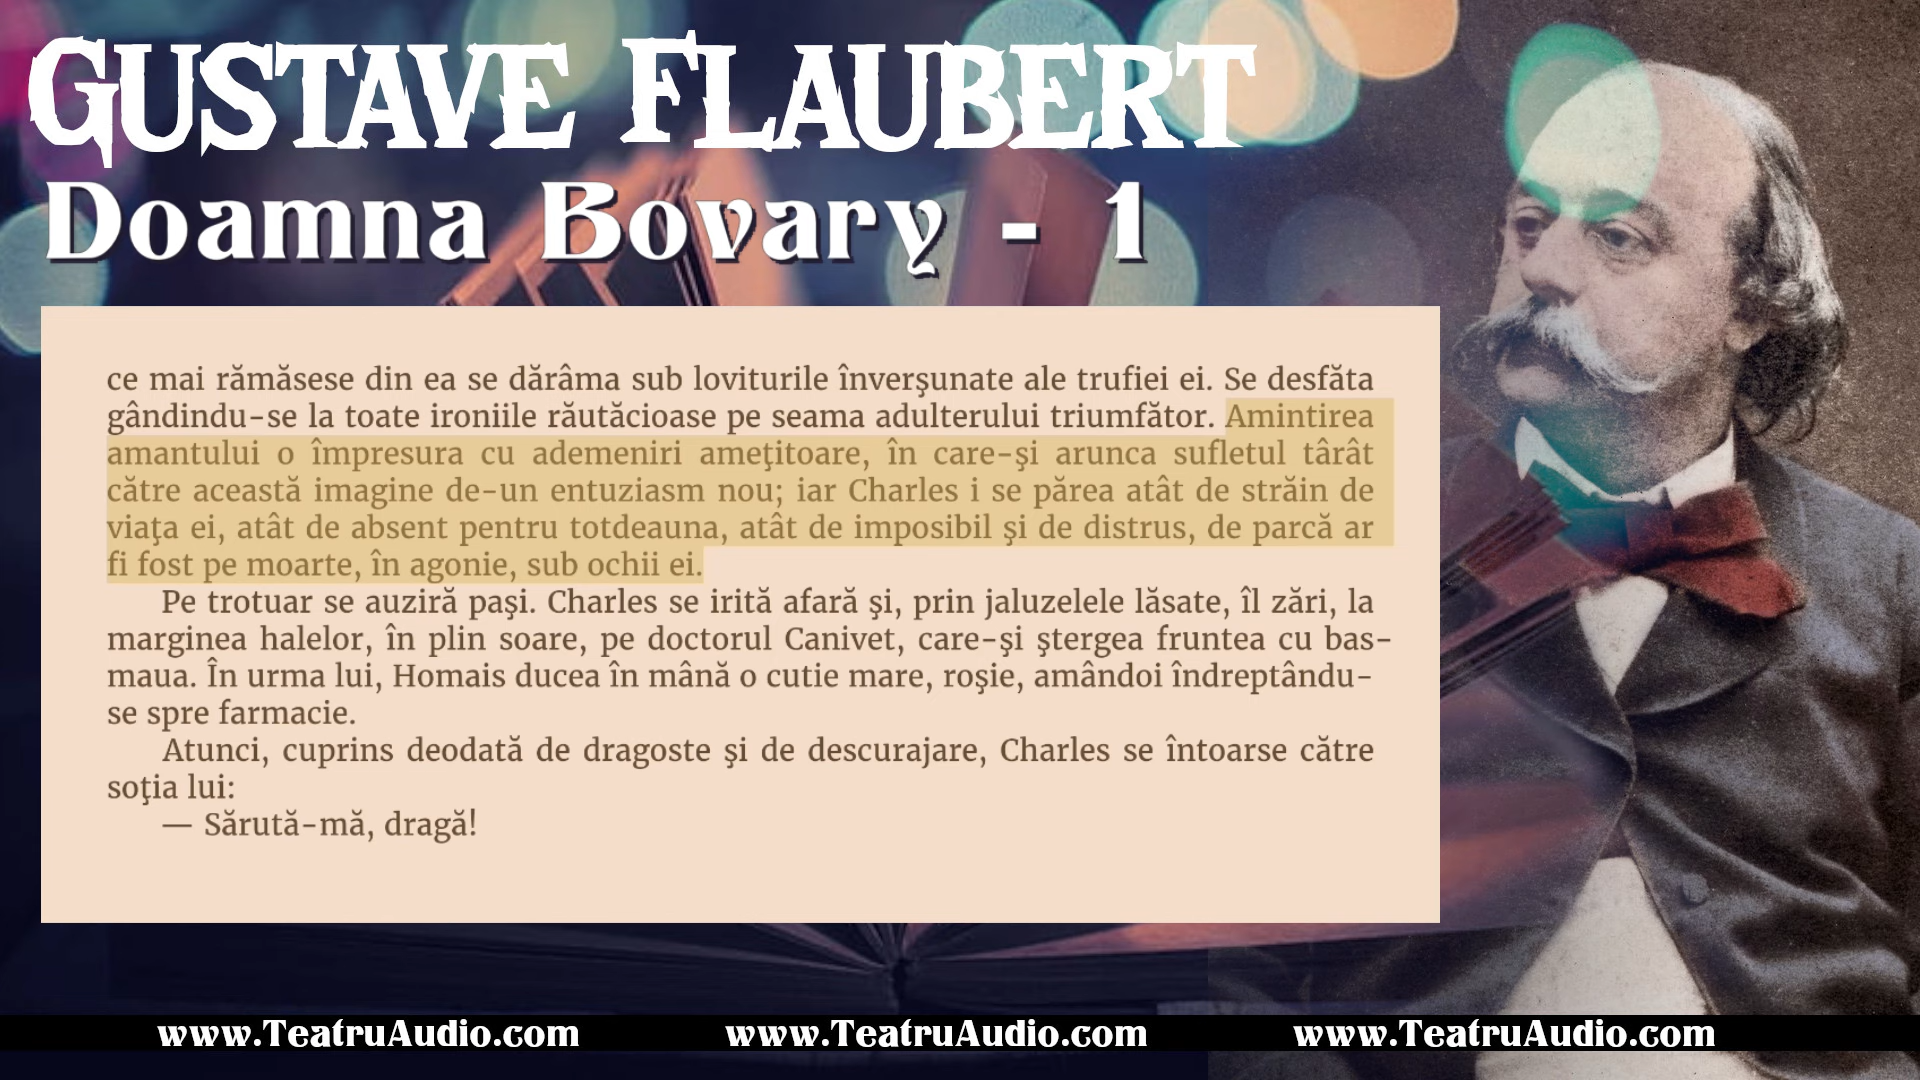 GUSTAVE FLAUBERT
Doamna Bovary - 1
ce mai rămăsese din ea se dărâma sub loviturile înverşunate ale trufiei ei. Se desfăta
gândindu-se la toate ironiile răutăcioase pe seama adulterului triumfător. Amintirea
amantului o împresura cu ademeniri ameţitoare, în care-şi arunca sufletul târât
către această imagine de-un entuziasm nou; iar Charles i se părea atât de străin de
viaţa ei, atât de absent pentru totdeauna, atât de imposibil şi de distrus, de parcă ar
fi fost pe moarte, în agonie, sub ochii ei.
Pe trotuar se auziră paşi. Charles se irită afară şi, prin jaluzelele lăsate, îl zări, la
marginea halelor, în plin soare, pe doctorul Canivet, care-şi ştergea fruntea cu bas-
maua. În urma lui, Homais ducea în mână o cutie mare, roşie, amândoi îndreptându-
se spre farmacie.
Atunci, cuprins deodată de dragoste şi de descurajare, Charles se întoarse către
soţia lui:
— Sărută-mă, dragă!
www.TeatruAudio.com www.TeatruAudio.com www.TeatruAudio.com